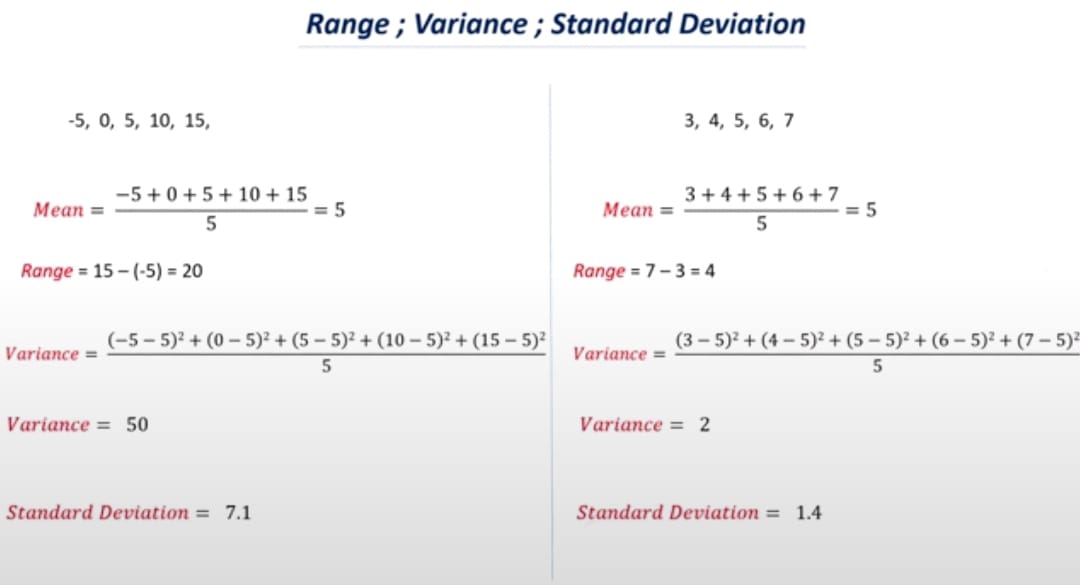 Range ; Variance ; Standard Deviation
-5, 0, 5, 10, 15,
Mean = (−5 + 0 + 5 + 10 + 15)/5 = 5
Range = 15 – (-5) = 20
Variance = ((−5 − 5)² + (0 − 5)² + (5 − 5)² + (10 − 5)² + (15 − 5)²)/5
Variance = 50
Standard Deviation = 7.1
3, 4, 5, 6, 7
Mean = (3 + 4 + 5 + 6 + 7)/5 = 5
Range = 7 – 3 = 4
Variance = ((3 − 5)² + (4 − 5)² + (5 − 5)² + (6 − 5)² + (7 − 5)²)/5
Variance = 2
Standard Deviation = 1.4